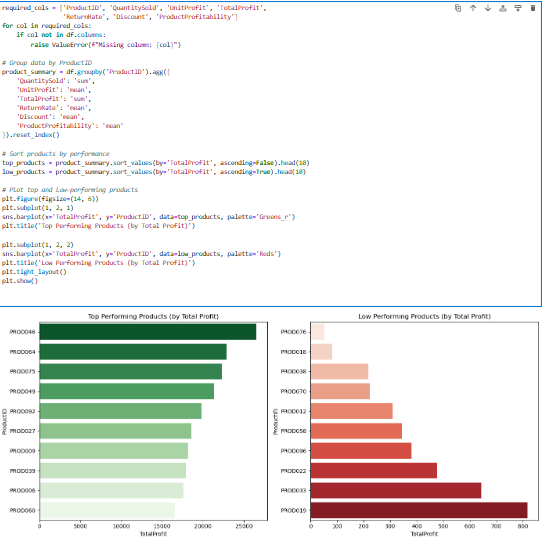 required_cols = ['ProductID', 'QuantitySold', 'UnitProfit', 'TotalProfit',
'ReturnRate', 'Discount', 'ProductProfitability']
for col in required_cols:
if col not in df.columns:
raise ValueError(f"Missing column: {col}")
# Group data by ProductID
product_summary = df.groupby('ProductID').agg({
'QuantitySold': 'sum',
'UnitProfit': 'mean',
'TotalProfit': 'sum',
'ReturnRate': 'mean',
'Discount': 'mean',
'ProductProfitability': 'mean'
}).reset_index()
# Sort products by performance
top_products = product_summary.sort_values(by='TotalProfit', ascending=False).head(10)
low_products = product_summary.sort_values(by='TotalProfit', ascending=True).head(10)
# Plot top and Low-performing products
plt.figure(figsize=(14, 6))
plt.subplot(1, 2, 1)
sns.barplot(x='TotalProfit', y='ProductID', data=top_products, palette='Greens_r')
plt.title('Top Performing Products (by Total Profit)')
plt.subplot(1, 2, 2)
sns.barplot(x='TotalProfit', y='ProductID', data=low_products, palette='Reds')
plt.title('Low Performing Products (by Total Profit)')
plt.tight_layout()
plt.show()
Top Performing Products (by Total Profit)
ProductID
PROD046
PROD064
PROD075
PROD049
PROD092
PROD027
PROD009
PROD039
PROD006
PROD060
0 5000 10000 15000 20000 25000
TotalProfit
Low Performing Products (by Total Profit)
ProductID
PROD076
PROD018
PROD038
PROD070
PROD012
PROD058
PROD096
PROD022
PROD033
PROD019
0 100 200 300 400 500 600 700 800
TotalProfit